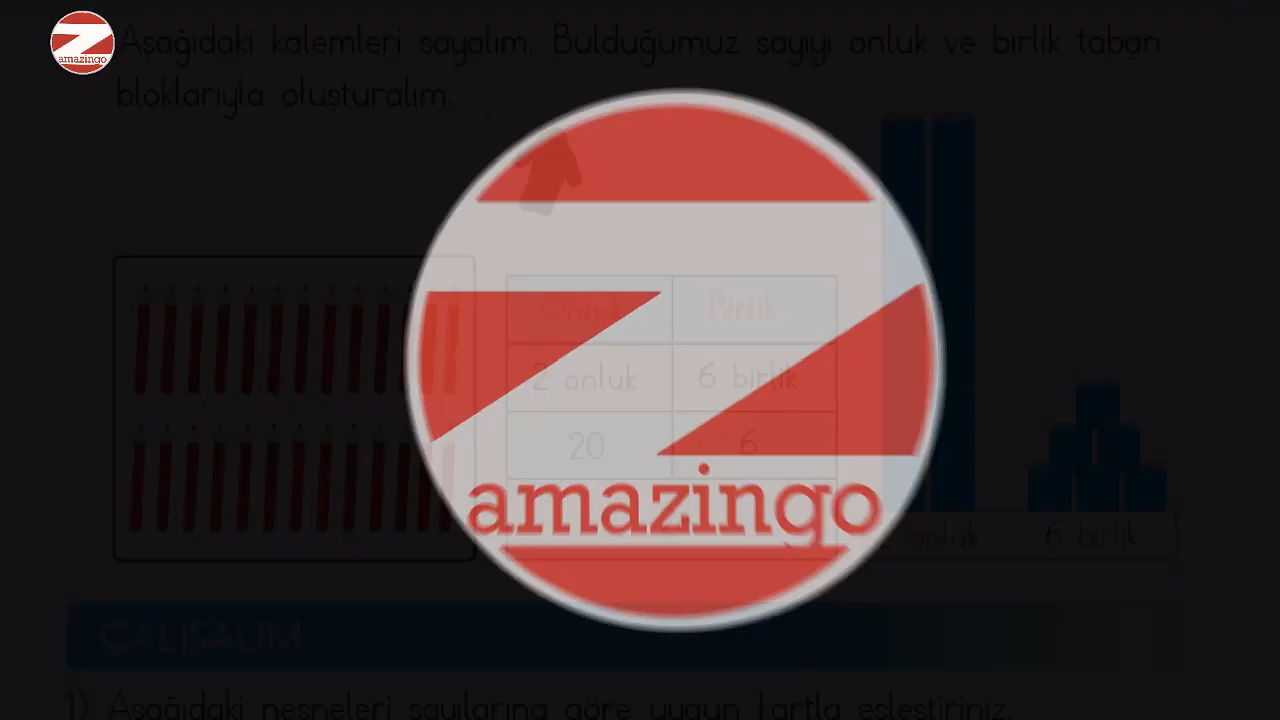 amazingo
Aşağıdaki kalemleri sayalım. Bulduğumuz sayıyı onluk ve birlik taban
bloklarıyla oluşturalım.
Onluk Birlik
2 onluk 6 birlik
20 6
amazingo
2 onluk 6 birlik
ÇALIŞALIM
1) Aşağıdaki nesneleri sayılarına göre uygun kartla eşleştiriniz.